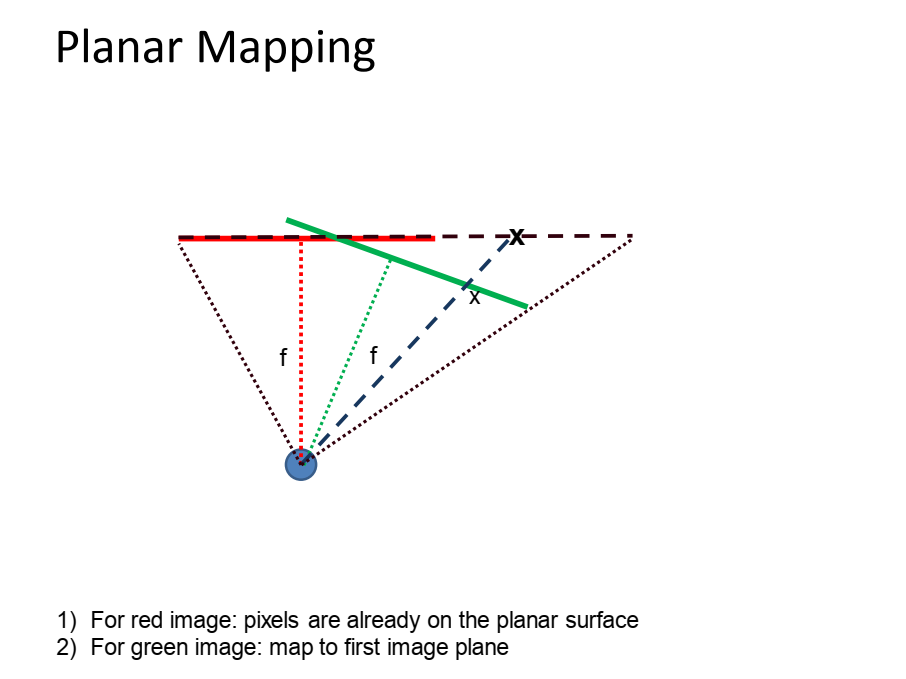 Planar Mapping
x
x
f
f
1) For red image: pixels are already on the planar surface
2) For green image: map to first image plane